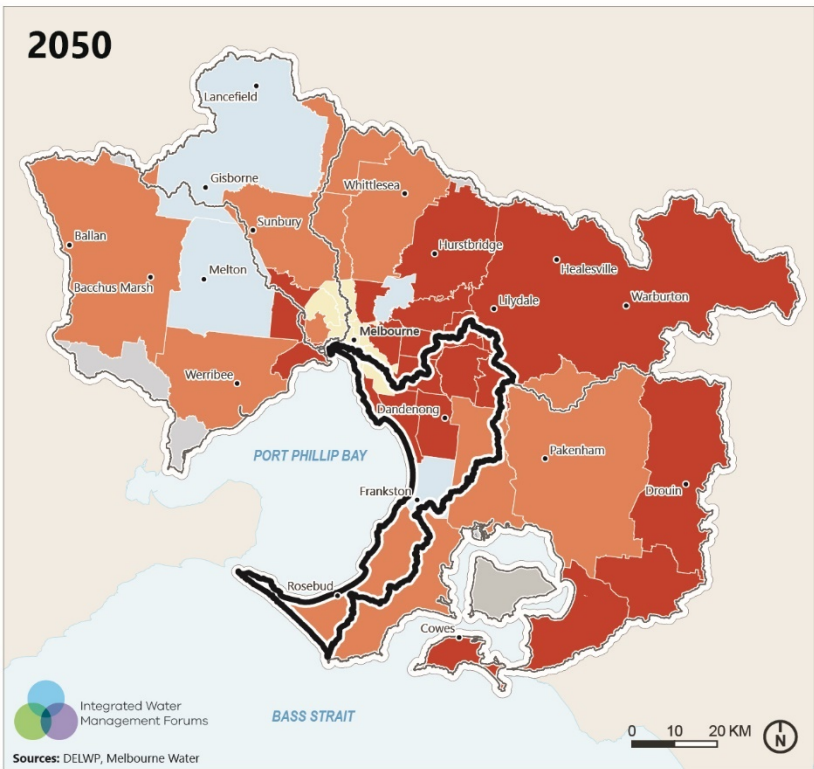 2050
Lancefield
Gisborne
Whittlesea
Sunbury
Ballan
Hurstbridge
Melton
Healesville
Bacchus Marsh
Lilydale
Warburton
Melbourne
Werribee
Dandenong
PORT PHILLIP BAY
Pakenham
Frankston
Drouin
Rosebud
Cowes
Integrated Water
Management Forums
BASS STRAIT
0 10 20 KM
N
Sources: DELWP, Melbourne Water